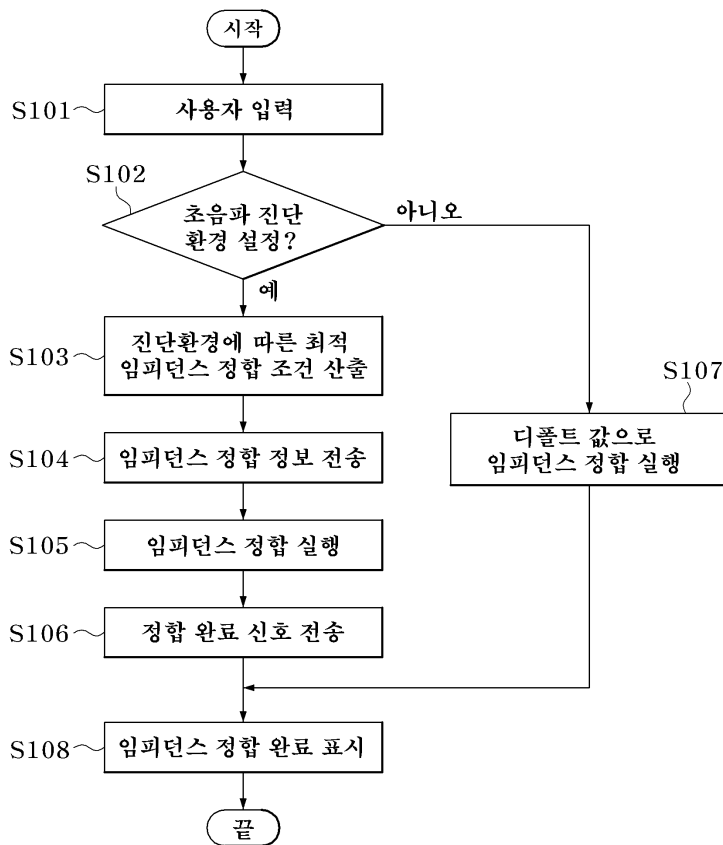 시작
S101
사용자 입력
S102
초음파 진단
환경 설정?
아니오
예
S103
진단환경에 따른 최적
임피던스 정합 조건 산출
S107
디폴트 값으로
임피던스 정합 실행
S104
임피던스 정합 정보 전송
S105
임피던스 정합 실행
S106
정합 완료 신호 전송
S108
임피던스 정합 완료 표시
끝